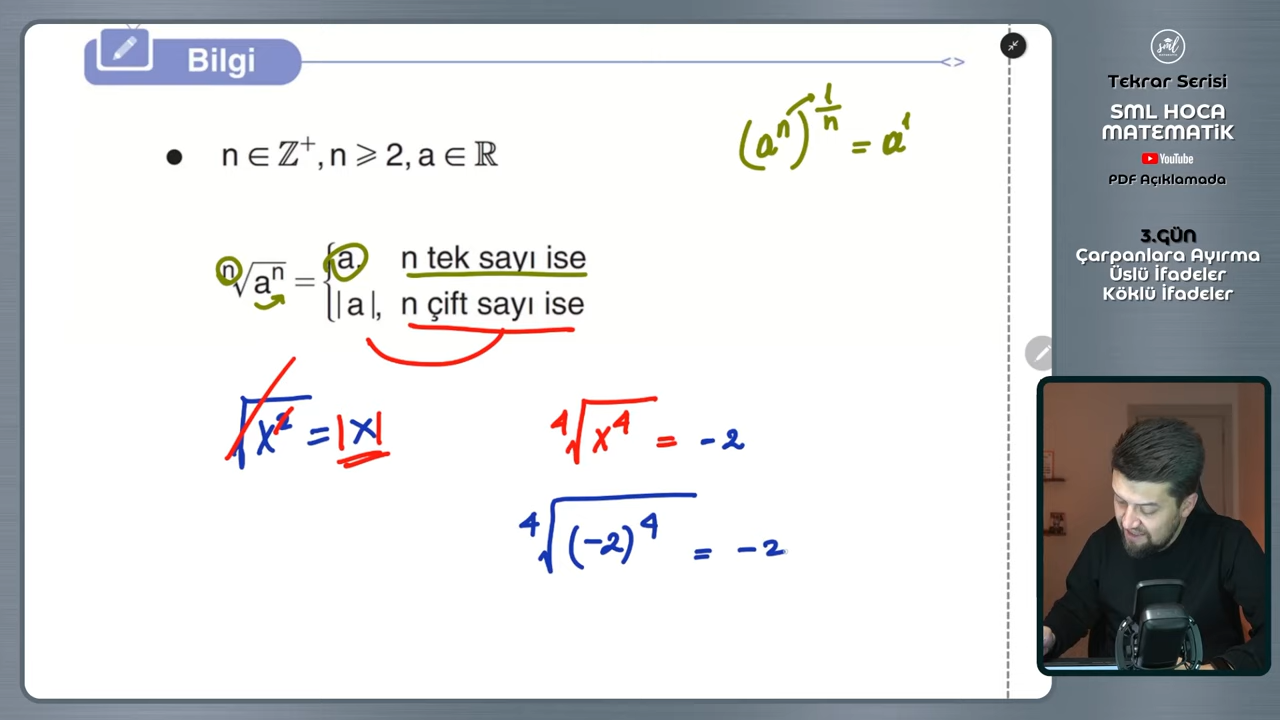 Bilgi
<>
● n ∈ ℤ⁺, n ⩾ 2, a ∈ ℝ
(aⁿ)^(1/n) = a¹
ⁿ√aⁿ = { a, n tek sayı ise
|a|, n çift sayı ise
√x² = |x|
⁴√x⁴ = -2
⁴√(-2)⁴ = -2
sml
Tekrar Serisi
SML HOCA
MATEMATİK
YouTube
PDF Açıklamada
3.GÜN
Çarpanlara Ayırma
Üslü İfadeler
Köklü İfadeler